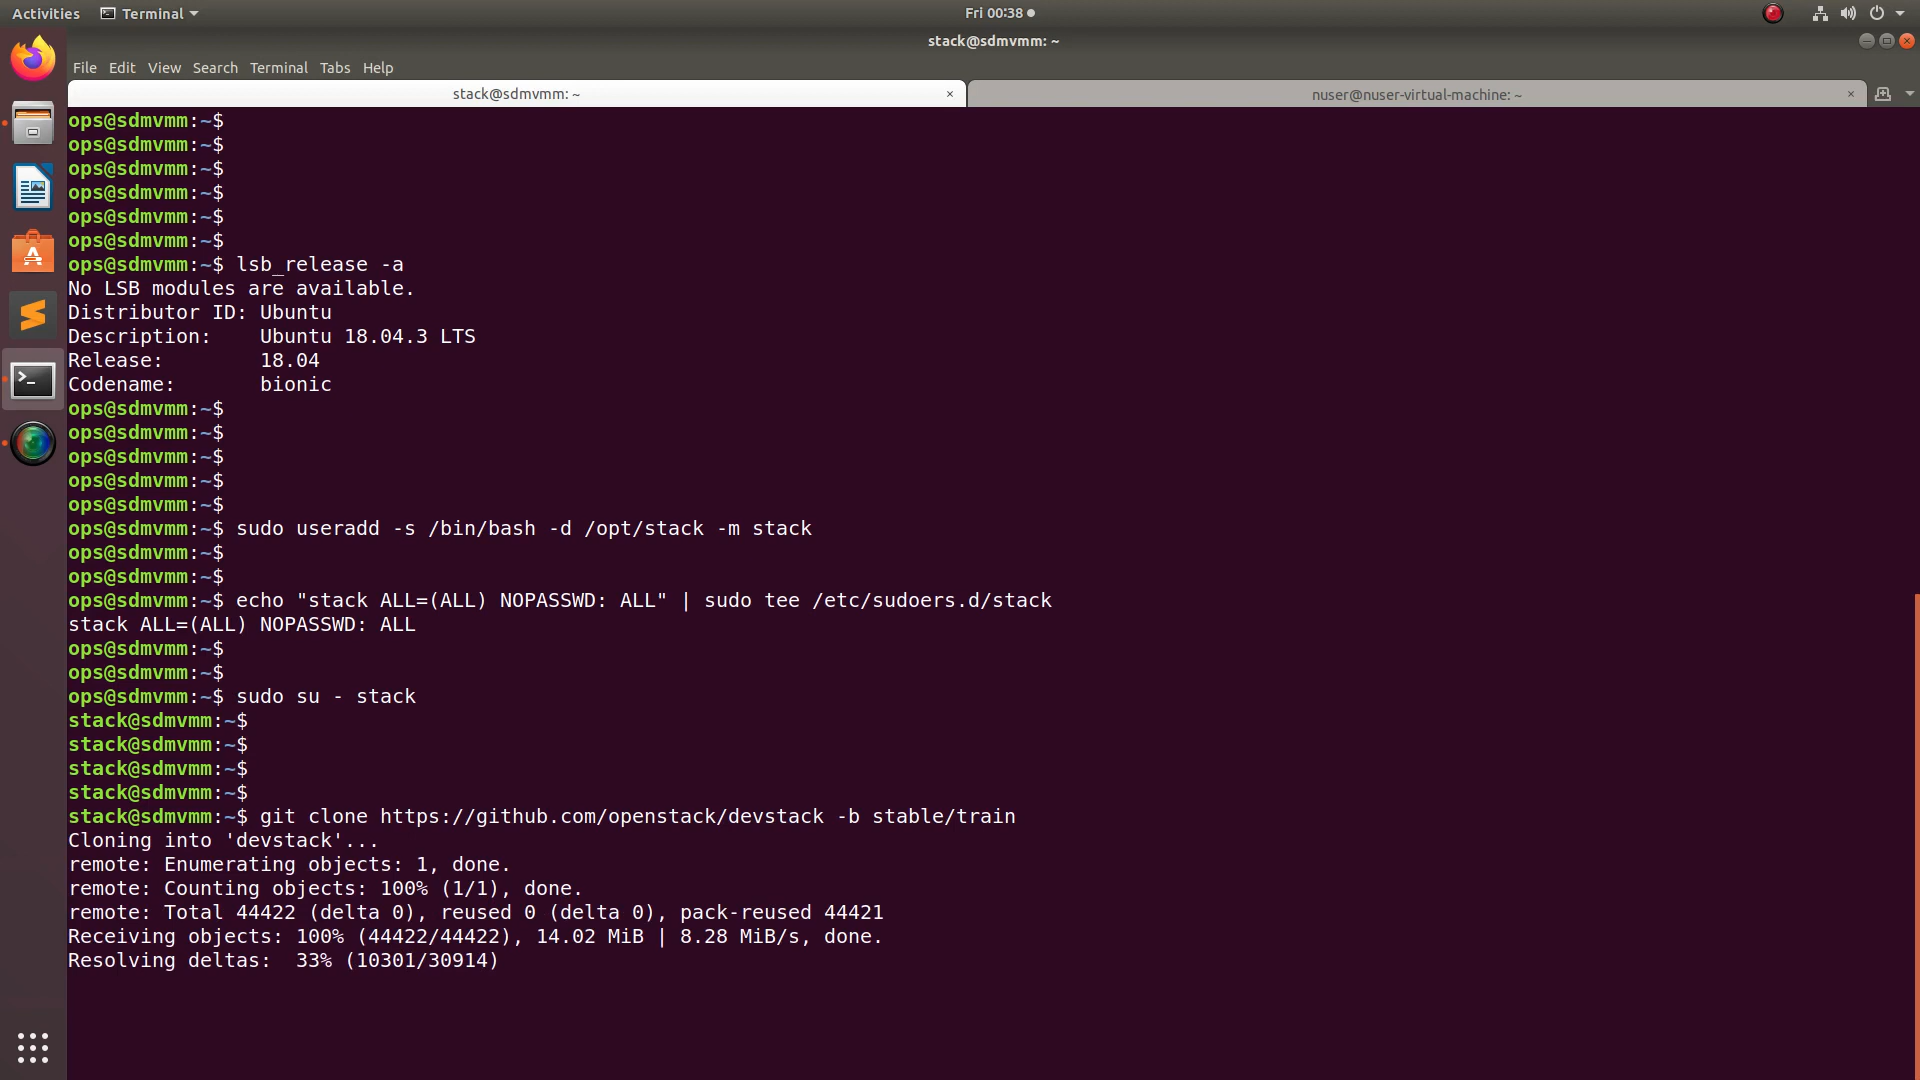 Activities Terminal Fri 00:38
stack@sdmvmm: ~
File Edit View Search Terminal Tabs Help
stack@sdmvmm: ~ × nuser@nuser-virtual-machine: ~ ×
ops@sdmvmm:~$
ops@sdmvmm:~$
ops@sdmvmm:~$
ops@sdmvmm:~$
ops@sdmvmm:~$
ops@sdmvmm:~$
ops@sdmvmm:~$ lsb_release -a
No LSB modules are available.
Distributor ID: Ubuntu
Description:    Ubuntu 18.04.3 LTS
Release:        18.04
Codename:       bionic
ops@sdmvmm:~$
ops@sdmvmm:~$
ops@sdmvmm:~$
ops@sdmvmm:~$
ops@sdmvmm:~$
ops@sdmvmm:~$ sudo useradd -s /bin/bash -d /opt/stack -m stack
ops@sdmvmm:~$
ops@sdmvmm:~$
ops@sdmvmm:~$ echo "stack ALL=(ALL) NOPASSWD: ALL" | sudo tee /etc/sudoers.d/stack
stack ALL=(ALL) NOPASSWD: ALL
ops@sdmvmm:~$
ops@sdmvmm:~$
ops@sdmvmm:~$ sudo su - stack
stack@sdmvmm:~$
stack@sdmvmm:~$
stack@sdmvmm:~$
stack@sdmvmm:~$
stack@sdmvmm:~$ git clone https://github.com/openstack/devstack -b stable/train
Cloning into 'devstack'...
remote: Enumerating objects: 1, done.
remote: Counting objects: 100% (1/1), done.
remote: Total 44422 (delta 0), reused 0 (delta 0), pack-reused 44421
Receiving objects: 100% (44422/44422), 14.02 MiB | 8.28 MiB/s, done.
Resolving deltas:  33% (10301/30914)